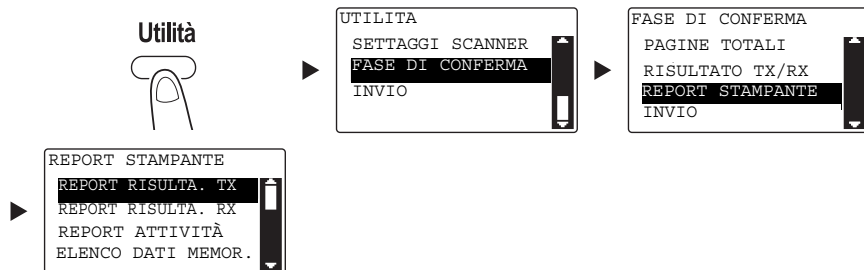 Utilità
UTILITA
SETTAGGI SCANNER
FASE DI CONFERMA
INVIO
FASE DI CONFERMA
PAGINE TOTALI
RISULTATO TX/RX
REPORT STAMPANTE
INVIO
REPORT STAMPANTE
REPORT RISULTA. TX
REPORT RISULTA. RX
REPORT ATTIVITÀ
ELENCO DATI MEMOR.